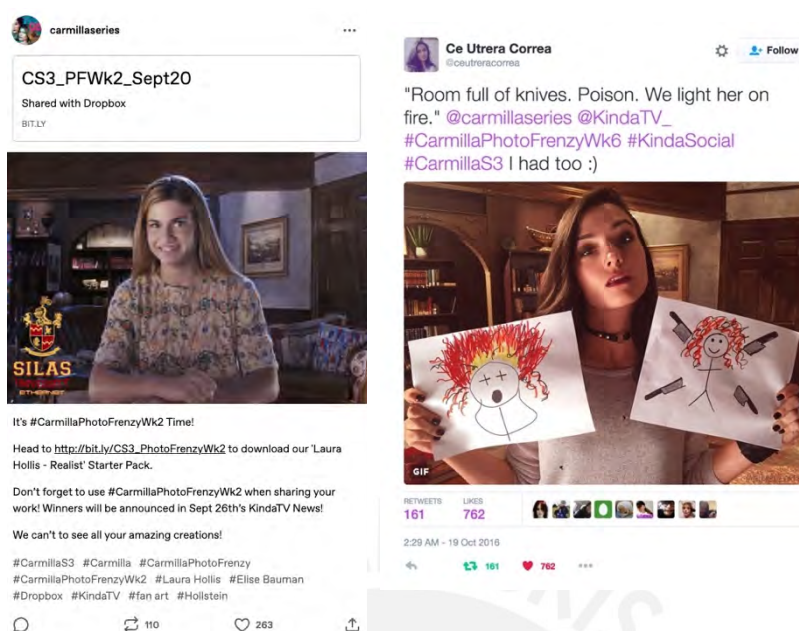 carmillaseries
CS3_PFWk2_Sept20
Shared with Dropbox
BIT.LY
SILAS
UNIVERSITY
ETHERNET
It's #CarmillaPhotoFrenzyWk2 Time!
Head to http://bit.ly/CS3_PhotoFrenzyWk2 to download our 'Laura
Hollis - Realist' Starter Pack.
Don't forget to use #CarmillaPhotoFrenzyWk2 when sharing your
work! Winners will be announced in Sept 26th's KindaTV News!
We can't to see all your amazing creations!
#CarmillaS3 #Carmilla #CarmillaPhotoFrenzy
#CarmillaPhotoFrenzyWk2 #Laura Hollis #Elise Bauman
#Dropbox #KindaTV #fan art #Hollstein
110
263
Ce Utrera Correa
@ceutreracorrea
Follow
"Room full of knives. Poison. We light her on
fire." @carmillaseries @KindaTV_
#CarmillaPhotoFrenzyWk6 #KindaSocial
#CarmillaS3 I had too :)
GIF
RETWEETS LIKES
161 762
2:29 AM - 19 Oct 2016
161 762